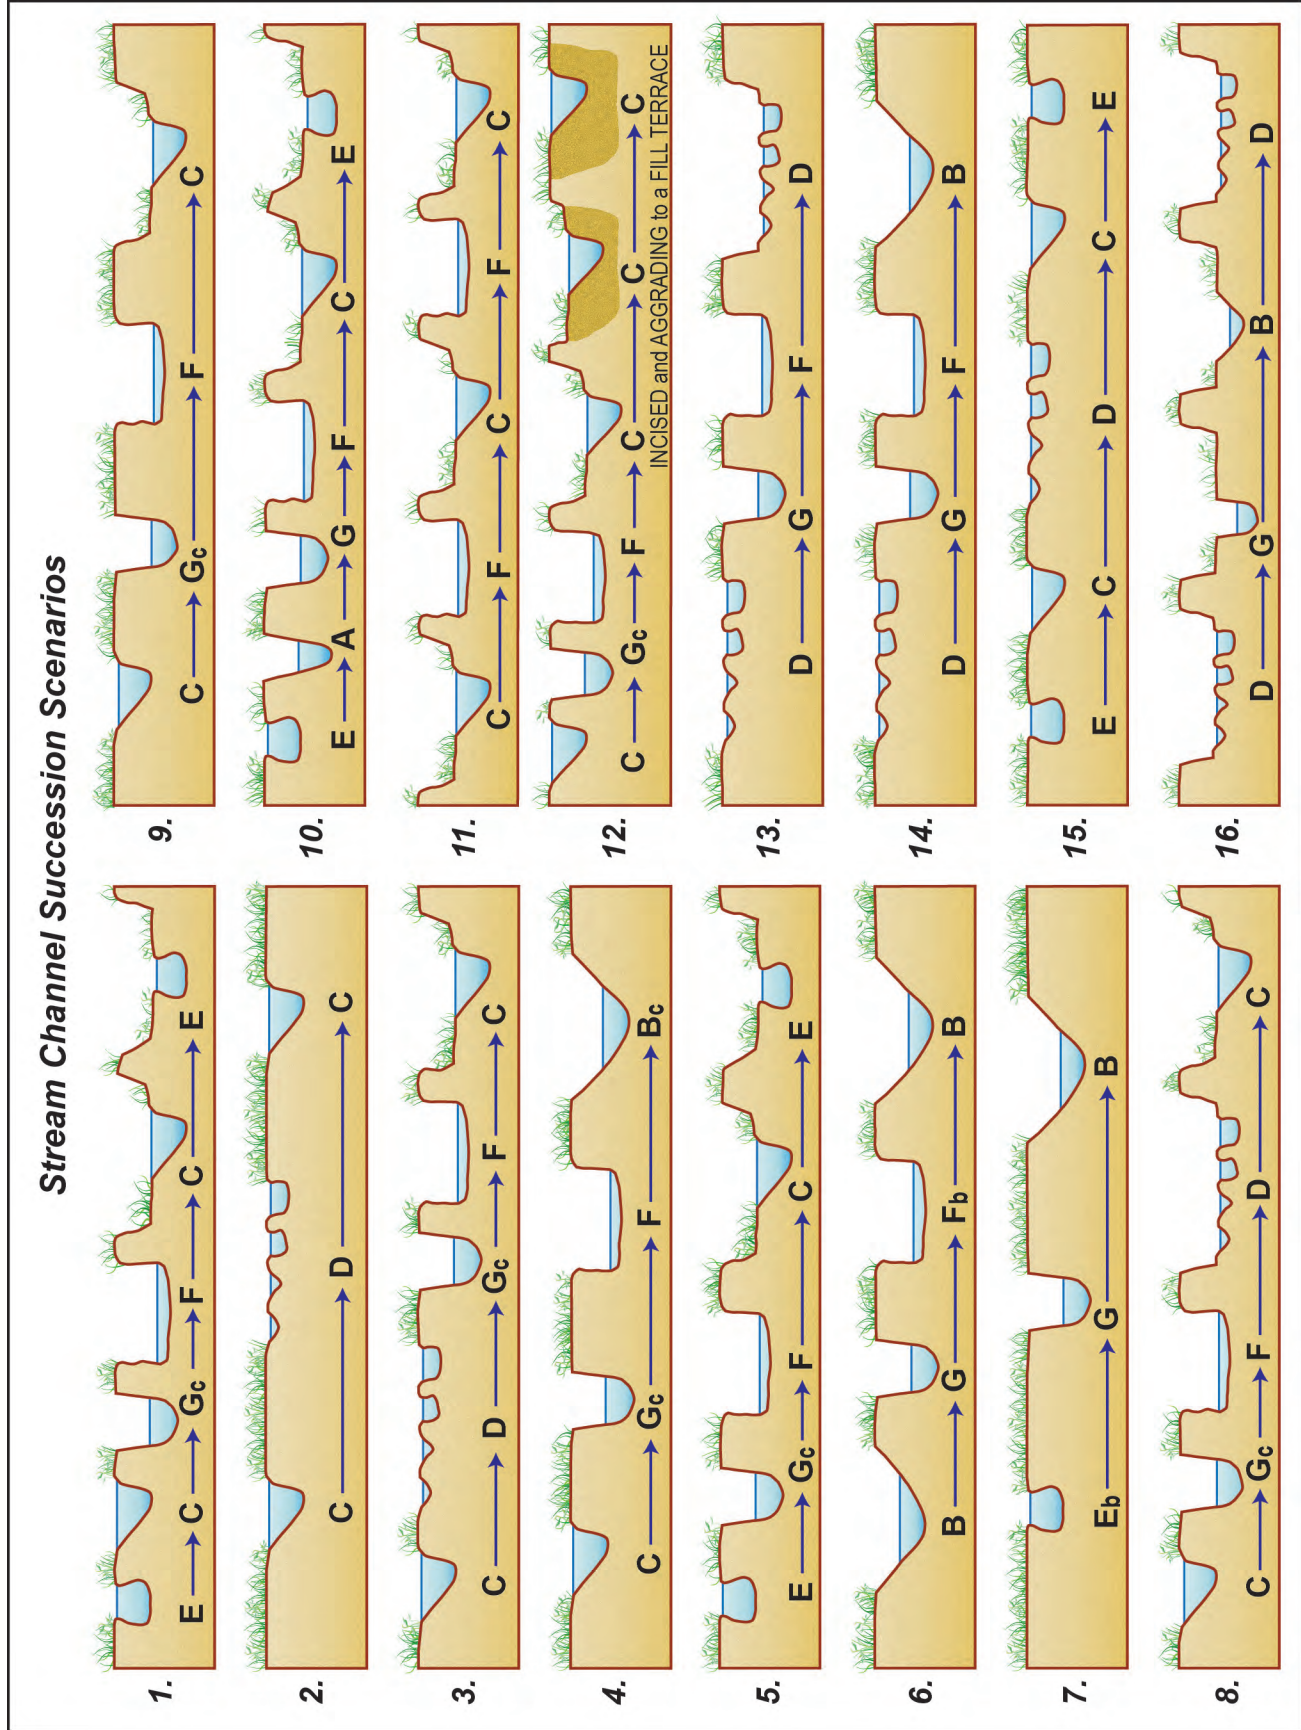 Stream Channel Succession Scenarios
1. E → C → Gc → F → C → E
2. C → D → C
3. C → D → Gc → F → C
4. C → Gc → F → Bc
5. E → Gc → F → C → E
6. B → G → Fb → B
7. Eb → G → B
8. C → Gc → F → D → C
9. C → Gc → F → C
10. E → A → G → F → C → E
11. C → F → C → F → C
12. C → Gc → F → C → C → C
INCISED and AGGRADING to a FILL TERRACE
13. D → G → F → D
14. D → G → F → B
15. E → C → D → C → E
16. D → G → B → D